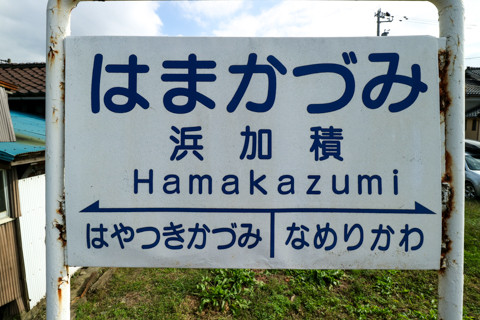 はまかづみ
浜加積
Hamakazumi
はやつきかづみ なめりかわ